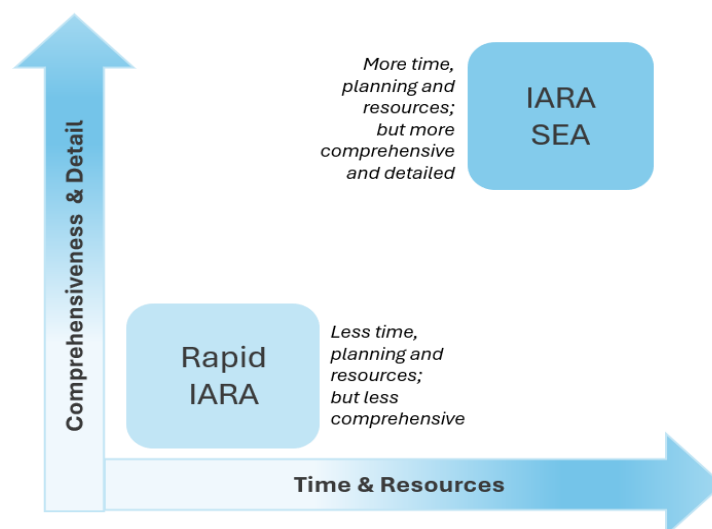 Comprehensiveness & Detail
More time,
planning and
resources;
but more
comprehensive
and detailed
IARA
SEA
Rapid
IARA
Less time,
planning and
resources;
but less
comprehensive
Time & Resources